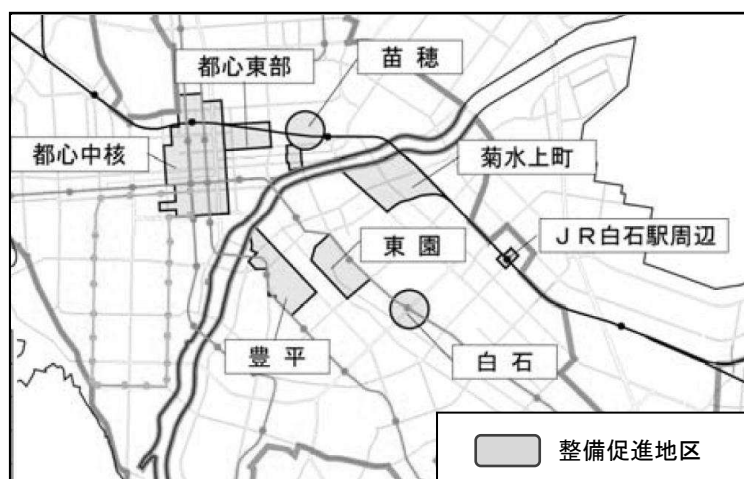 苗 穂
都心東部
都心中核
菊水上町
東 園
JR白石駅周辺
豊 平
白 石
整備促進地区